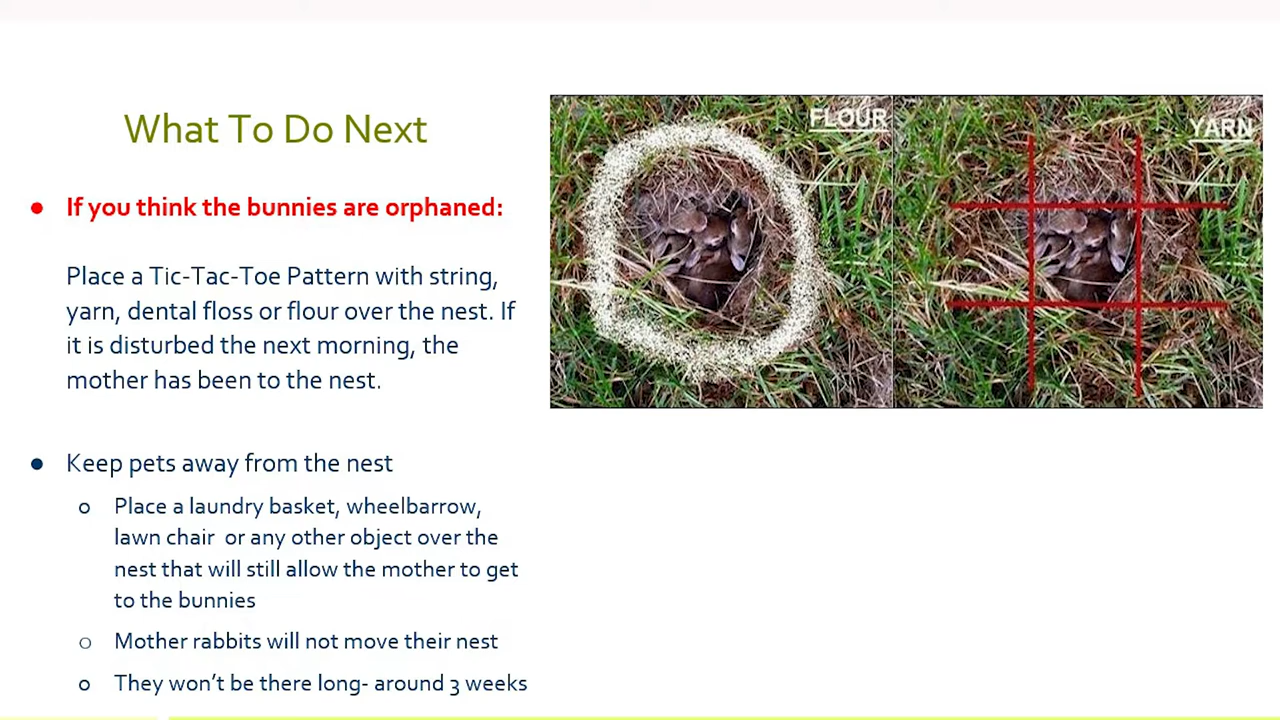 What To Do Next
● If you think the bunnies are orphaned:
Place a Tic-Tac-Toe Pattern with string,
yarn, dental floss or flour over the nest. If
it is disturbed the next morning, the
mother has been to the nest.
● Keep pets away from the nest
o Place a laundry basket, wheelbarrow,
lawn chair or any other object over the
nest that will still allow the mother to get
to the bunnies
o Mother rabbits will not move their nest
o They won't be there long- around 3 weeks
FLOUR
YARN